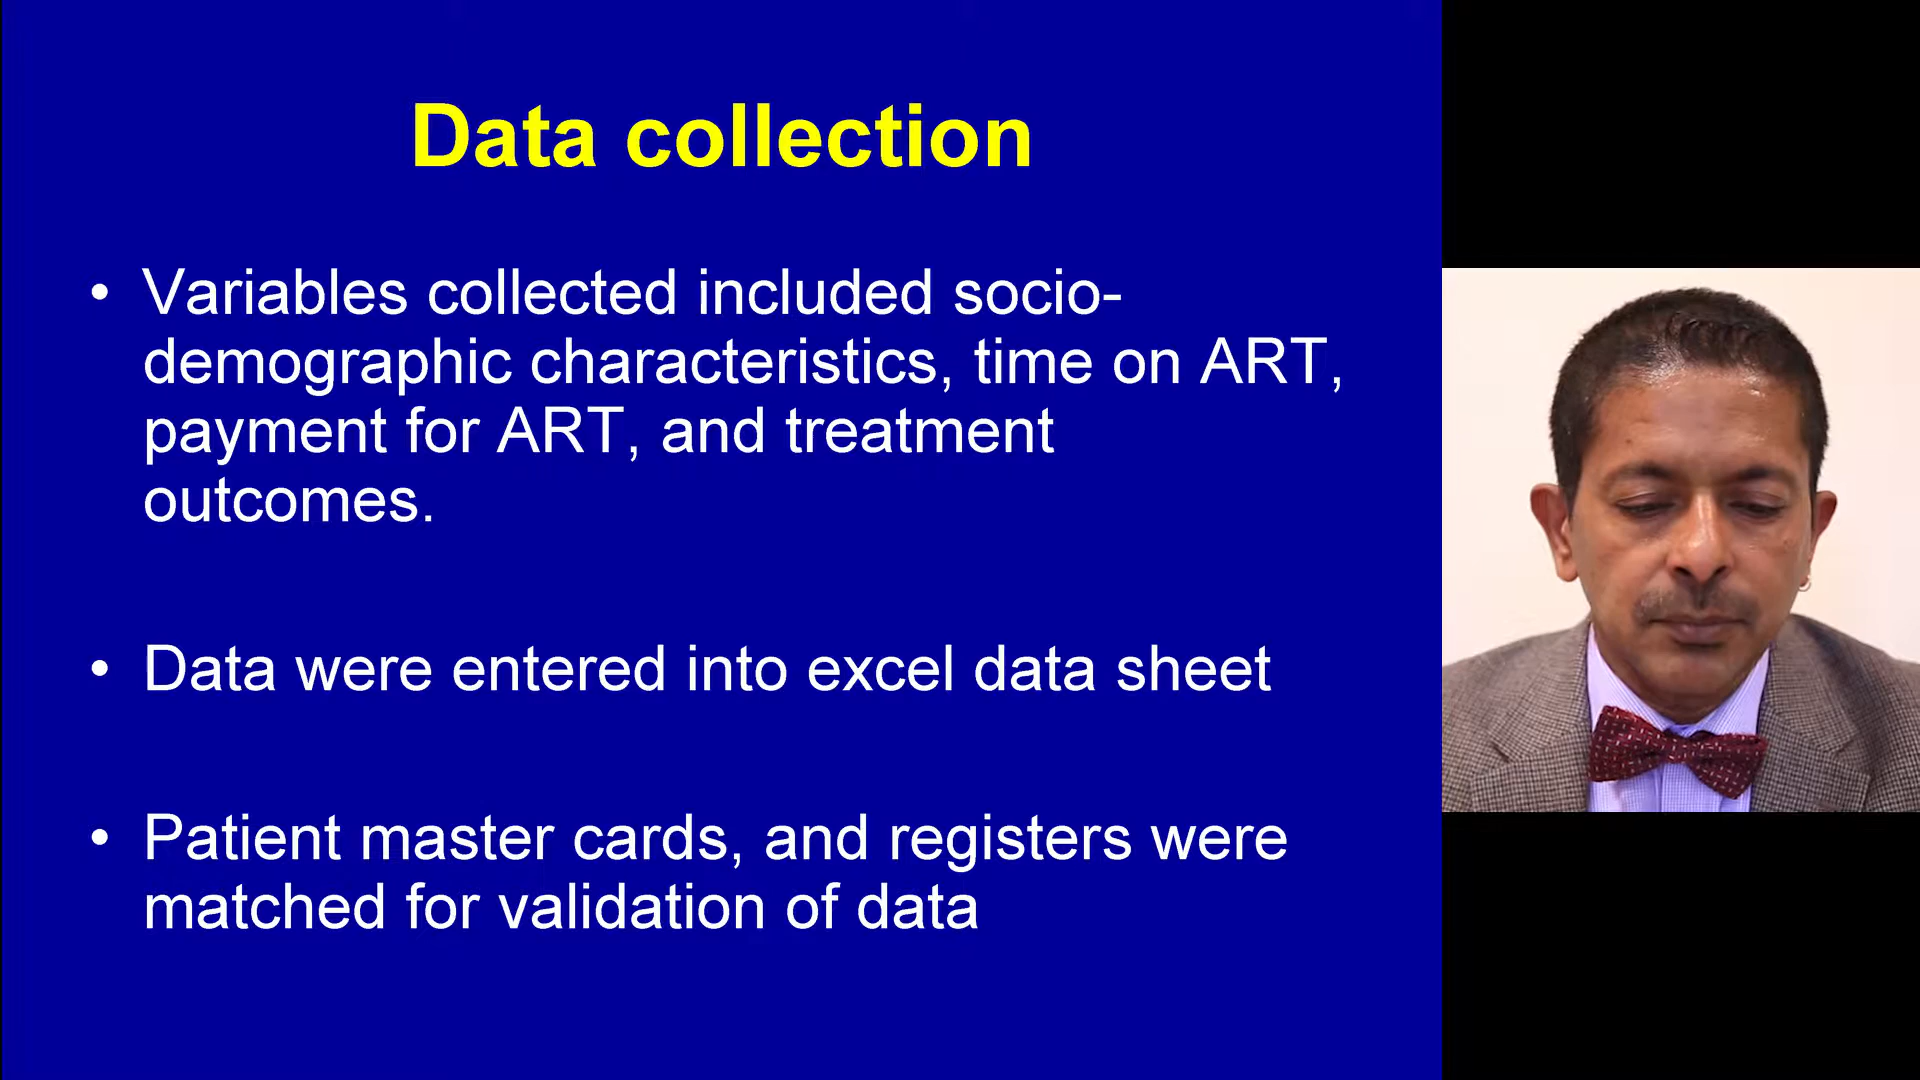 Data collection
• Variables collected included socio-
demographic characteristics, time on ART,
payment for ART, and treatment
outcomes.
• Data were entered into excel data sheet
• Patient master cards, and registers were
matched for validation of data